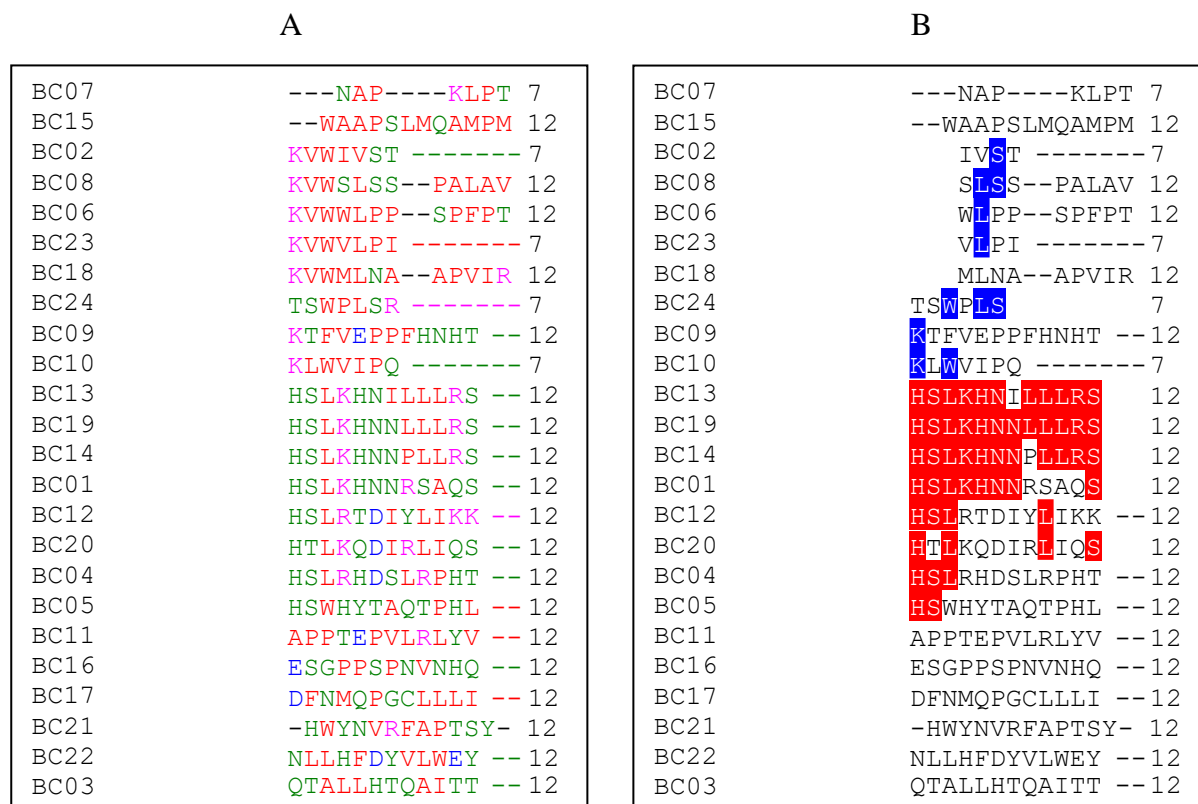 A
BC07 ---NAP----KLPT 7
BC15 --WAAPSLMQAMPM 12
BC02 KVWIVST ------- 7
BC08 KVWSLSS--PALAV 12
BC06 KVWWLPP--SPFPT 12
BC23 KVWVLPI ------- 7
BC18 KVWMLNA--APVIR 12
BC24 TSWPLSR ------- 7
BC09 KTFVEPPFHNHT -- 12
BC10 KLWVIPQ ------- 7
BC13 HSLKHNILLLRS -- 12
BC19 HSLKHNNLLLRS -- 12
BC14 HSLKHNNPLLRS -- 12
BC01 HSLKHNNRSAQS -- 12
BC12 HSLRTDIYLIKK -- 12
BC20 HTLKQDIRLIQS -- 12
BC04 HSLRHDSLRPHT -- 12
BC05 HSWHYTAQTPHL -- 12
BC11 APPTEPVLRLYV -- 12
BC16 ESGPPSPNVNHQ -- 12
BC17 DFNMQPGCLLLI -- 12
BC21 -HWYNVRFAPTSY- 12
BC22 NLLHFDYVLWEY -- 12
BC03 QTALLHTQAITT -- 12
B
BC07 ---NAP----KLPT 7
BC15 --WAAPSLMQAMPM 12
BC02 IVST ------- 7
BC08 SLSS--PALAV 12
BC06 WLPP--SPFPT 12
BC23 VLPI ------- 7
BC18 MLNA--APVIR 12
BC24 TSWPLS 7
BC09 KTFVEPPFHNHT -- 12
BC10 KLWVIPQ ------- 7
BC13 HSLKHNILLLRS 12
BC19 HSLKHNNLLLRS 12
BC14 HSLKHNNPLLRS 12
BC01 HSLKHNNRSAQS 12
BC12 HSLRTDIYLIKK -- 12
BC20 HTLKQDIRLIQS 12
BC04 HSLRHDSLRPHT -- 12
BC05 HSWHYTAQTPHL -- 12
BC11 APPTEPVLRLYV -- 12
BC16 ESGPPSPNVNHQ -- 12
BC17 DFNMQPGCLLLI -- 12
BC21 -HWYNVRFAPTSY- 12
BC22 NLLHFDYVLWEY -- 12
BC03 QTALLHTQAITT -- 12